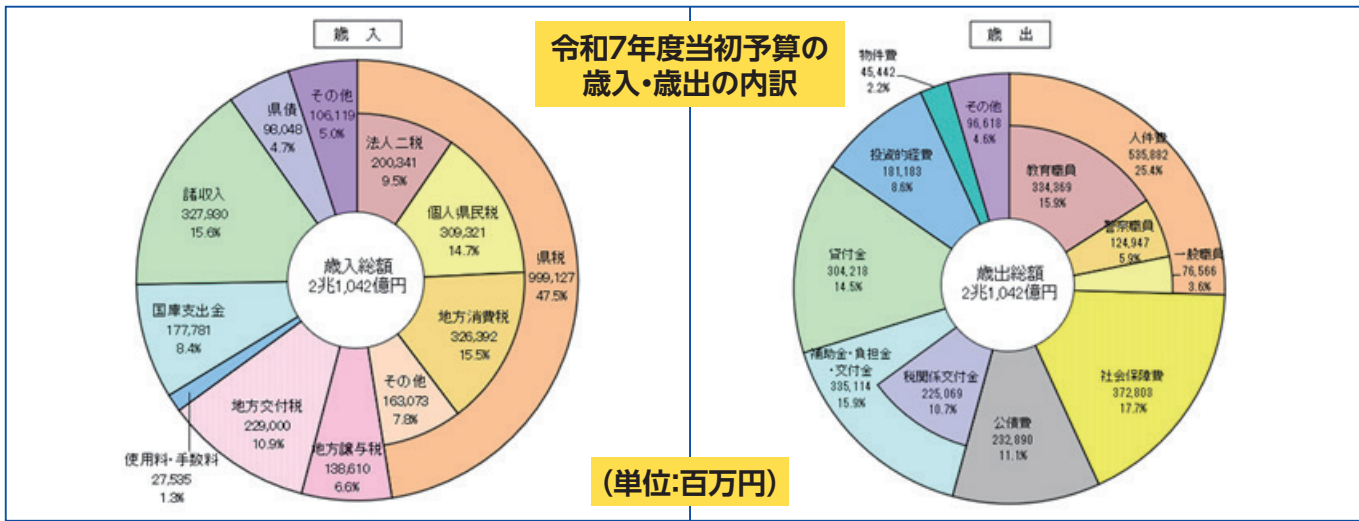 令和7年度当初予算の
歳入・歳出の内訳
歳入
県税
999,127
47.5%
法人二税
200,341
9.5%
個人県民税
309,321
14.7%
地方消費税
326,392
15.5%
その他
163,073
7.8%
地方譲与税
138,610
6.6%
地方交付税
229,000
10.9%
使用料・手数料
27,535
1.3%
国庫支出金
177,781
8.4%
諸収入
327,930
15.6%
県債
98,048
4.7%
その他
106,119
5.0%
歳入総額
2兆1,042億円
歳出
人件費
535,882
25.4%
教育職員
334,369
15.9%
警察職員
124,947
5.9%
一般職員
76,566
3.6%
社会保障費
372,803
17.7%
公債費
232,890
11.1%
補助金・負担金
・交付金
335,114
15.9%
税関係交付金
225,069
10.7%
貸付金
304,218
14.5%
投資的経費
181,183
8.6%
物件費
45,442
2.2%
その他
96,618
4.6%
歳出総額
2兆1,042億円
(単位:百万円)